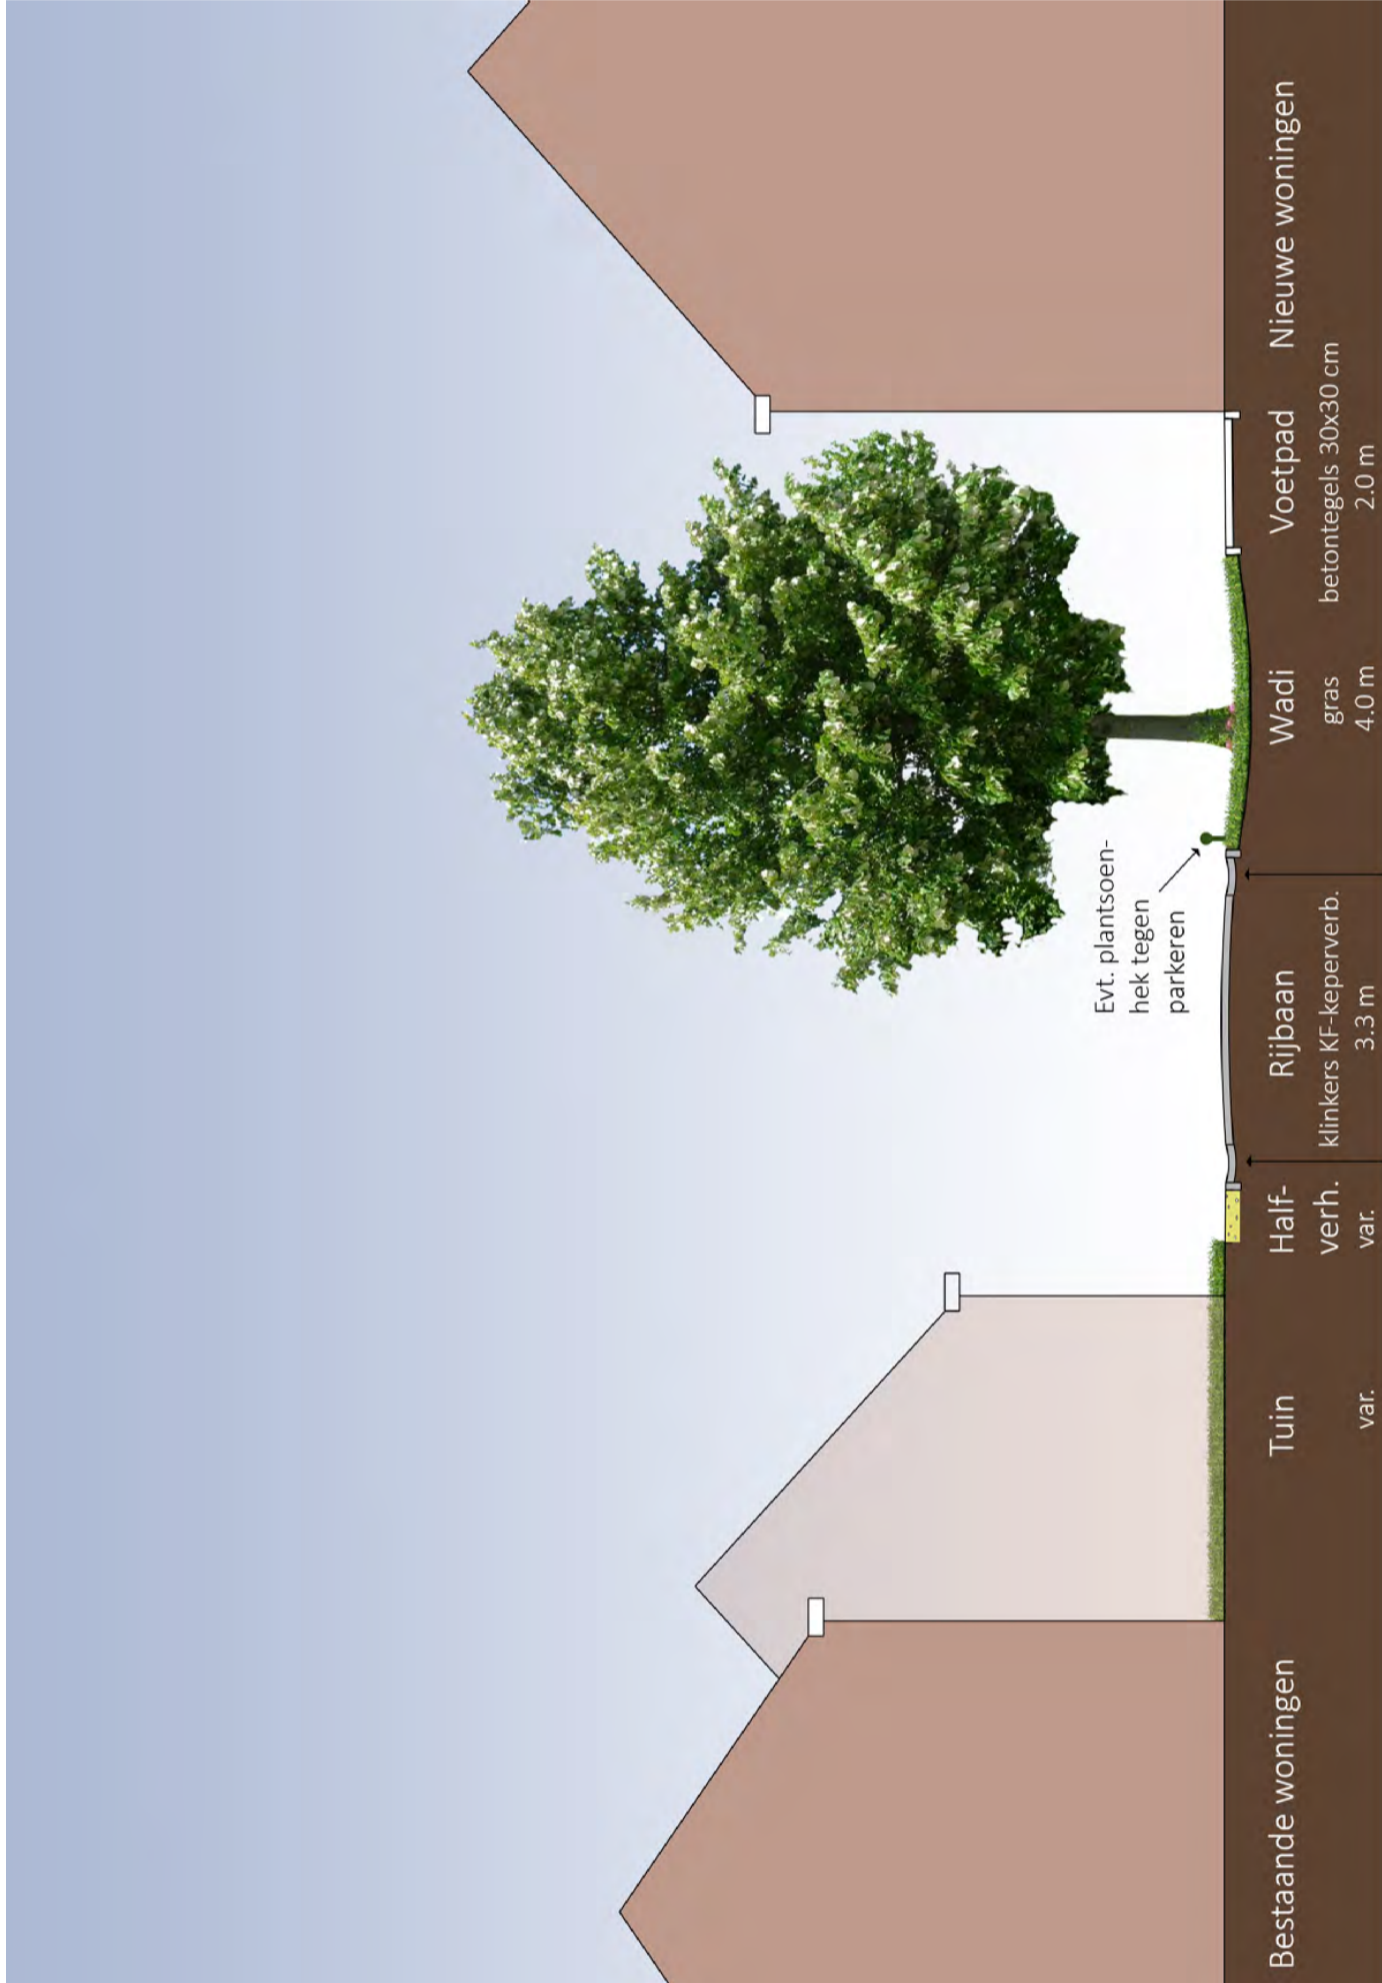 Evt. plantsoen-
hek tegen
parkeren
Bestaande woningen
Tuin
var.
Half-
verh.
var.
Rijbaan
klinkers KF-keperverb.
3.3 m
Wadi
gras
4.0 m
Voetpad
betontegels 30x30 cm
2.0 m
Nieuwe woningen